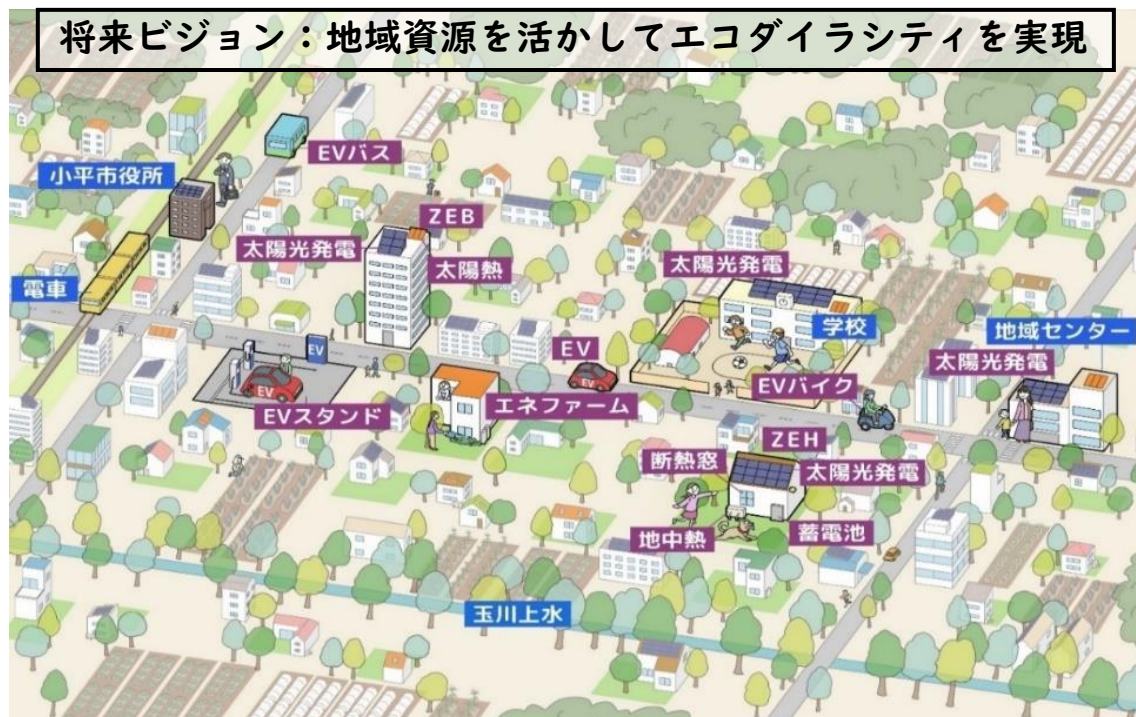 将来ビジョン：地域資源を活かしてエコダイラシティを実現
EVバス
小平市役所
ZEB
太陽光発電
太陽熱
太陽光発電
電車
学校
地域センター
EV
EV
太陽光発電
EV
EV
EVバイク
EVスタンド
エネファーム
ZEH
断熱窓
太陽光発電
地中熱
蓄電池
玉川上水